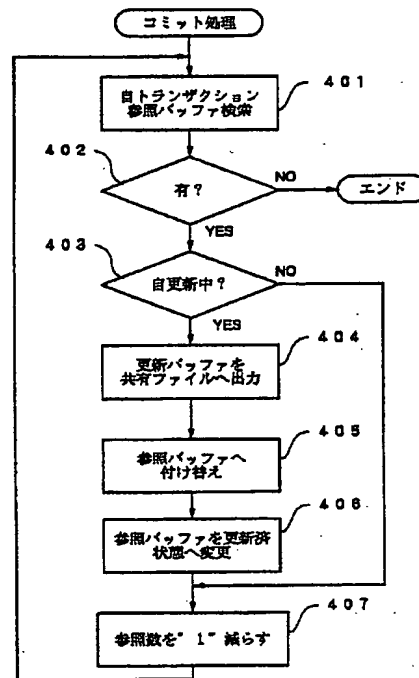 コミット処理
401
自トランザクション
参照バッファ検索
402
有?
NO
エンド
YES
403
自更新中?
NO
YES
404
更新バッファを
共有ファイルへ出力
405
参照バッファへ
付け替え
406
参照バッファを更新済
状態へ変更
407
参照数を"1"減らす